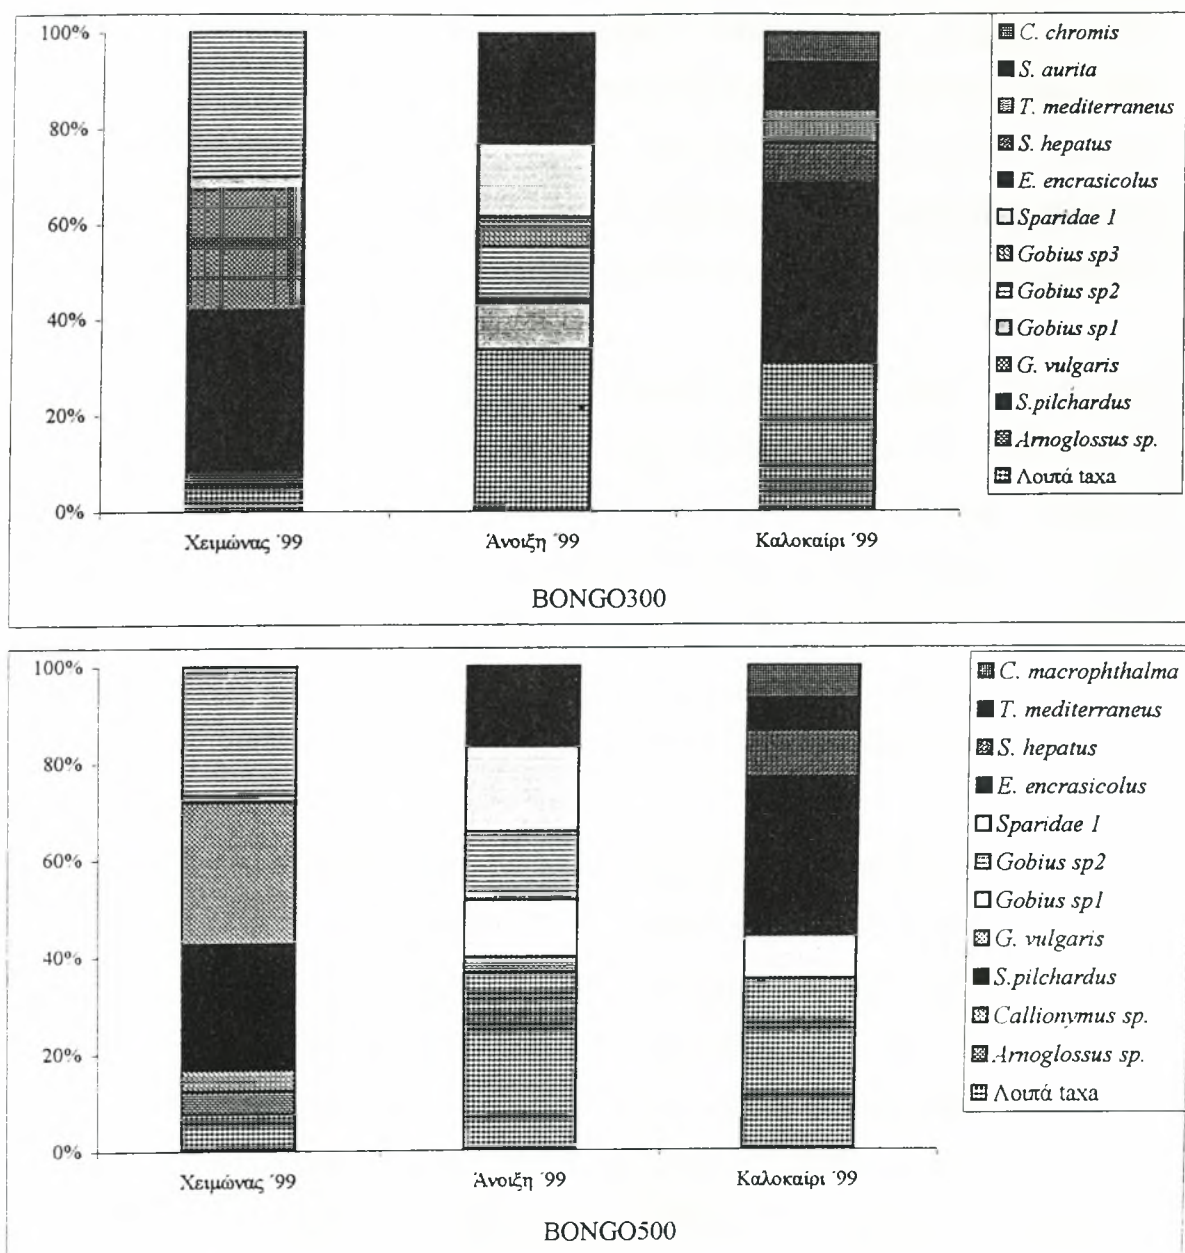 100%
80%
60%
40%
20%
0%
Χειμώνας ΄99
Άνοιξη ΄99
Καλοκαίρι ΄99
BONGO300
C. chromis
S. aurita
T. mediterraneus
S. hepatus
E. encrasicolus
Sparidae 1
Gobius sp3
Gobius sp2
Gobius sp1
G. vulgaris
S.pilchardus
Arnoglossus sp.
Λοιπά taxa
100%
80%
60%
40%
20%
0%
Χειμώνας ΄99
Άνοιξη ΄99
Καλοκαίρι ΄99
BONGO500
C. macrophthalma
T. mediterraneus
S. hepatus
E. encrasicolus
Sparidae 1
Gobius sp2
Gobius sp1
G. vulgaris
S.pilchardus
Callionymus sp.
Arnoglossus sp.
Λοιπά taxa